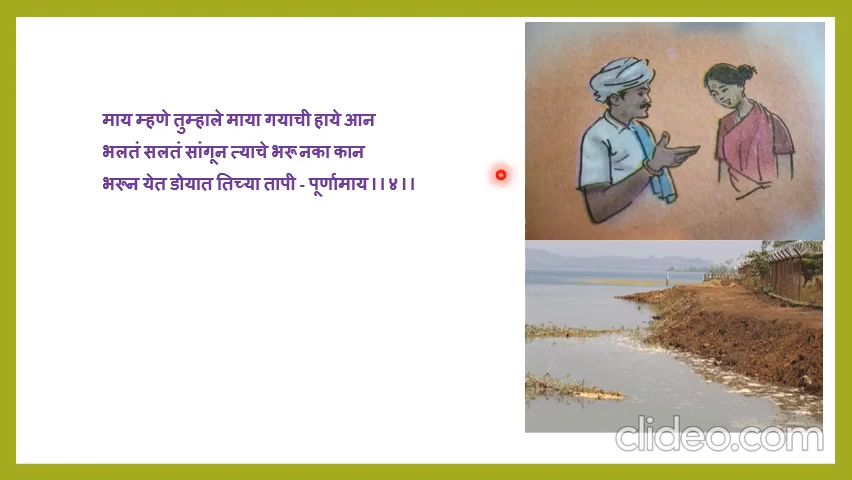 माय म्हणे तुम्हाले माया गयाची हाये आन
भलतं सलतं सांगून त्याचे भरू नका कान
भरून येत डोयात तिच्या तापी - पूर्णामाय।।४।।
clideo.com